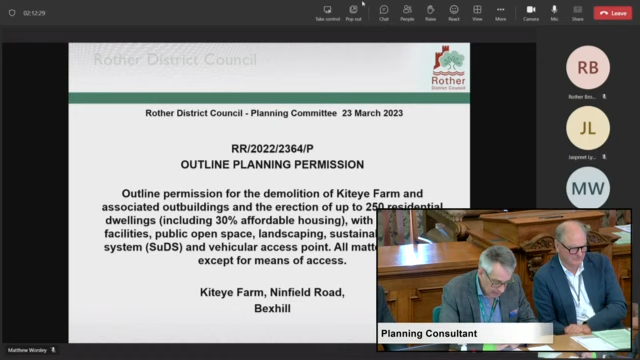 02:12:29
Take control
Pop out
Chat
People
Raise
React
View
More
Camera
Mic
Share
Leave
Rother District Council
Rother
District Council
Rother District Council - Planning Committee 23 March 2023
RR/2022/2364/P
OUTLINE PLANNING PERMISSION
Outline permission for the demolition of Kiteye Farm and
associated outbuildings and the erection of up to 250 residential
dwellings (including 30% affordable housing), with
facilities, public open space, landscaping,
system (SuDS) and vehicular access point. All
except for means of access.
Kiteye Farm, Ninfield Road,
Bexhill
RB
Rother Bro...
JL
Jaspreet Ly...
MW
Planning Consultant
Matthew Worsley